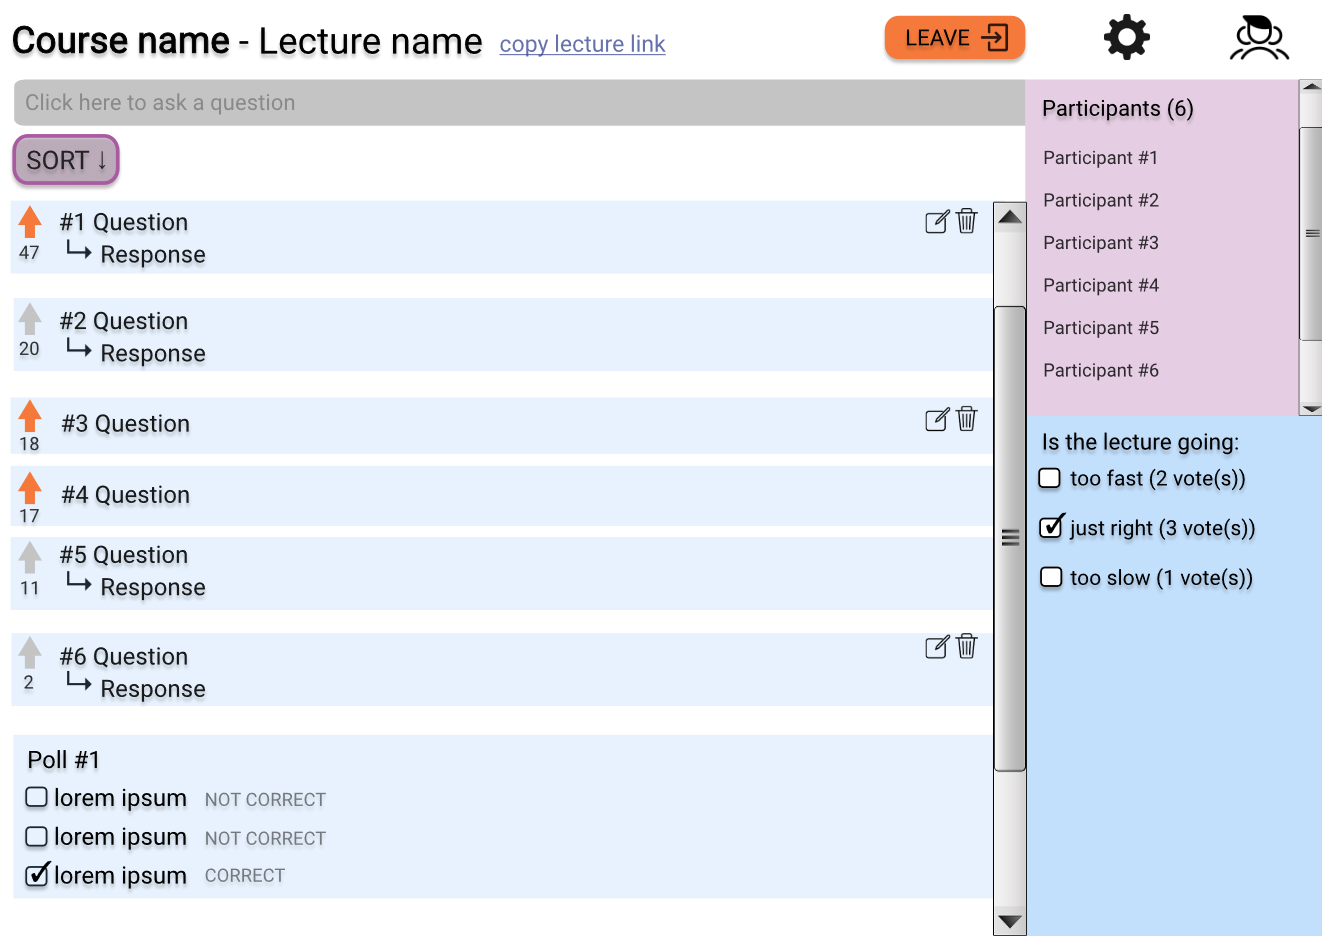 Course name - Lecture name copy lecture link LEAVE
Click here to ask a question
SORT ↓
47
#1 Question
Response
20
#2 Question
Response
18
#3 Question
17
#4 Question
11
#5 Question
Response
2
#6 Question
Response
Poll #1
lorem ipsum NOT CORRECT
lorem ipsum NOT CORRECT
lorem ipsum CORRECT
Participants (6)
Participant #1
Participant #2
Participant #3
Participant #4
Participant #5
Participant #6
Is the lecture going:
too fast (2 vote(s))
just right (3 vote(s))
too slow (1 vote(s))